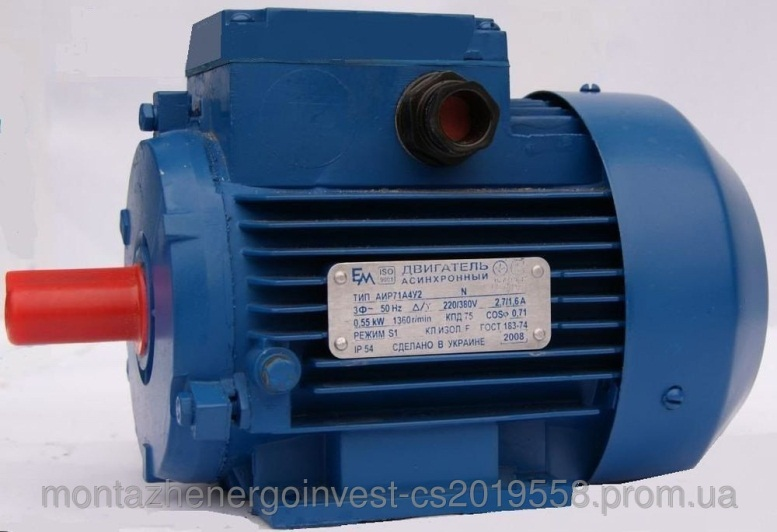 EM ISO 9001 ДВИГАТЕЛЬ
АСИНХРОННЫЙ
ТИП АИР71А4У2 N
3Ф~ 50 Hz Δ/Y 220/380V 2.7/1.6 A
0,55 kW 1360r/min КПД 75 COSφ 0,71
РЕЖИМ S1 КЛ ИЗОЛ. F ГОСТ 183-74
IP 54 СДЕЛАНО В УКРАИНЕ 2008
montazhenergoinvest-cs2019558.prom.ua